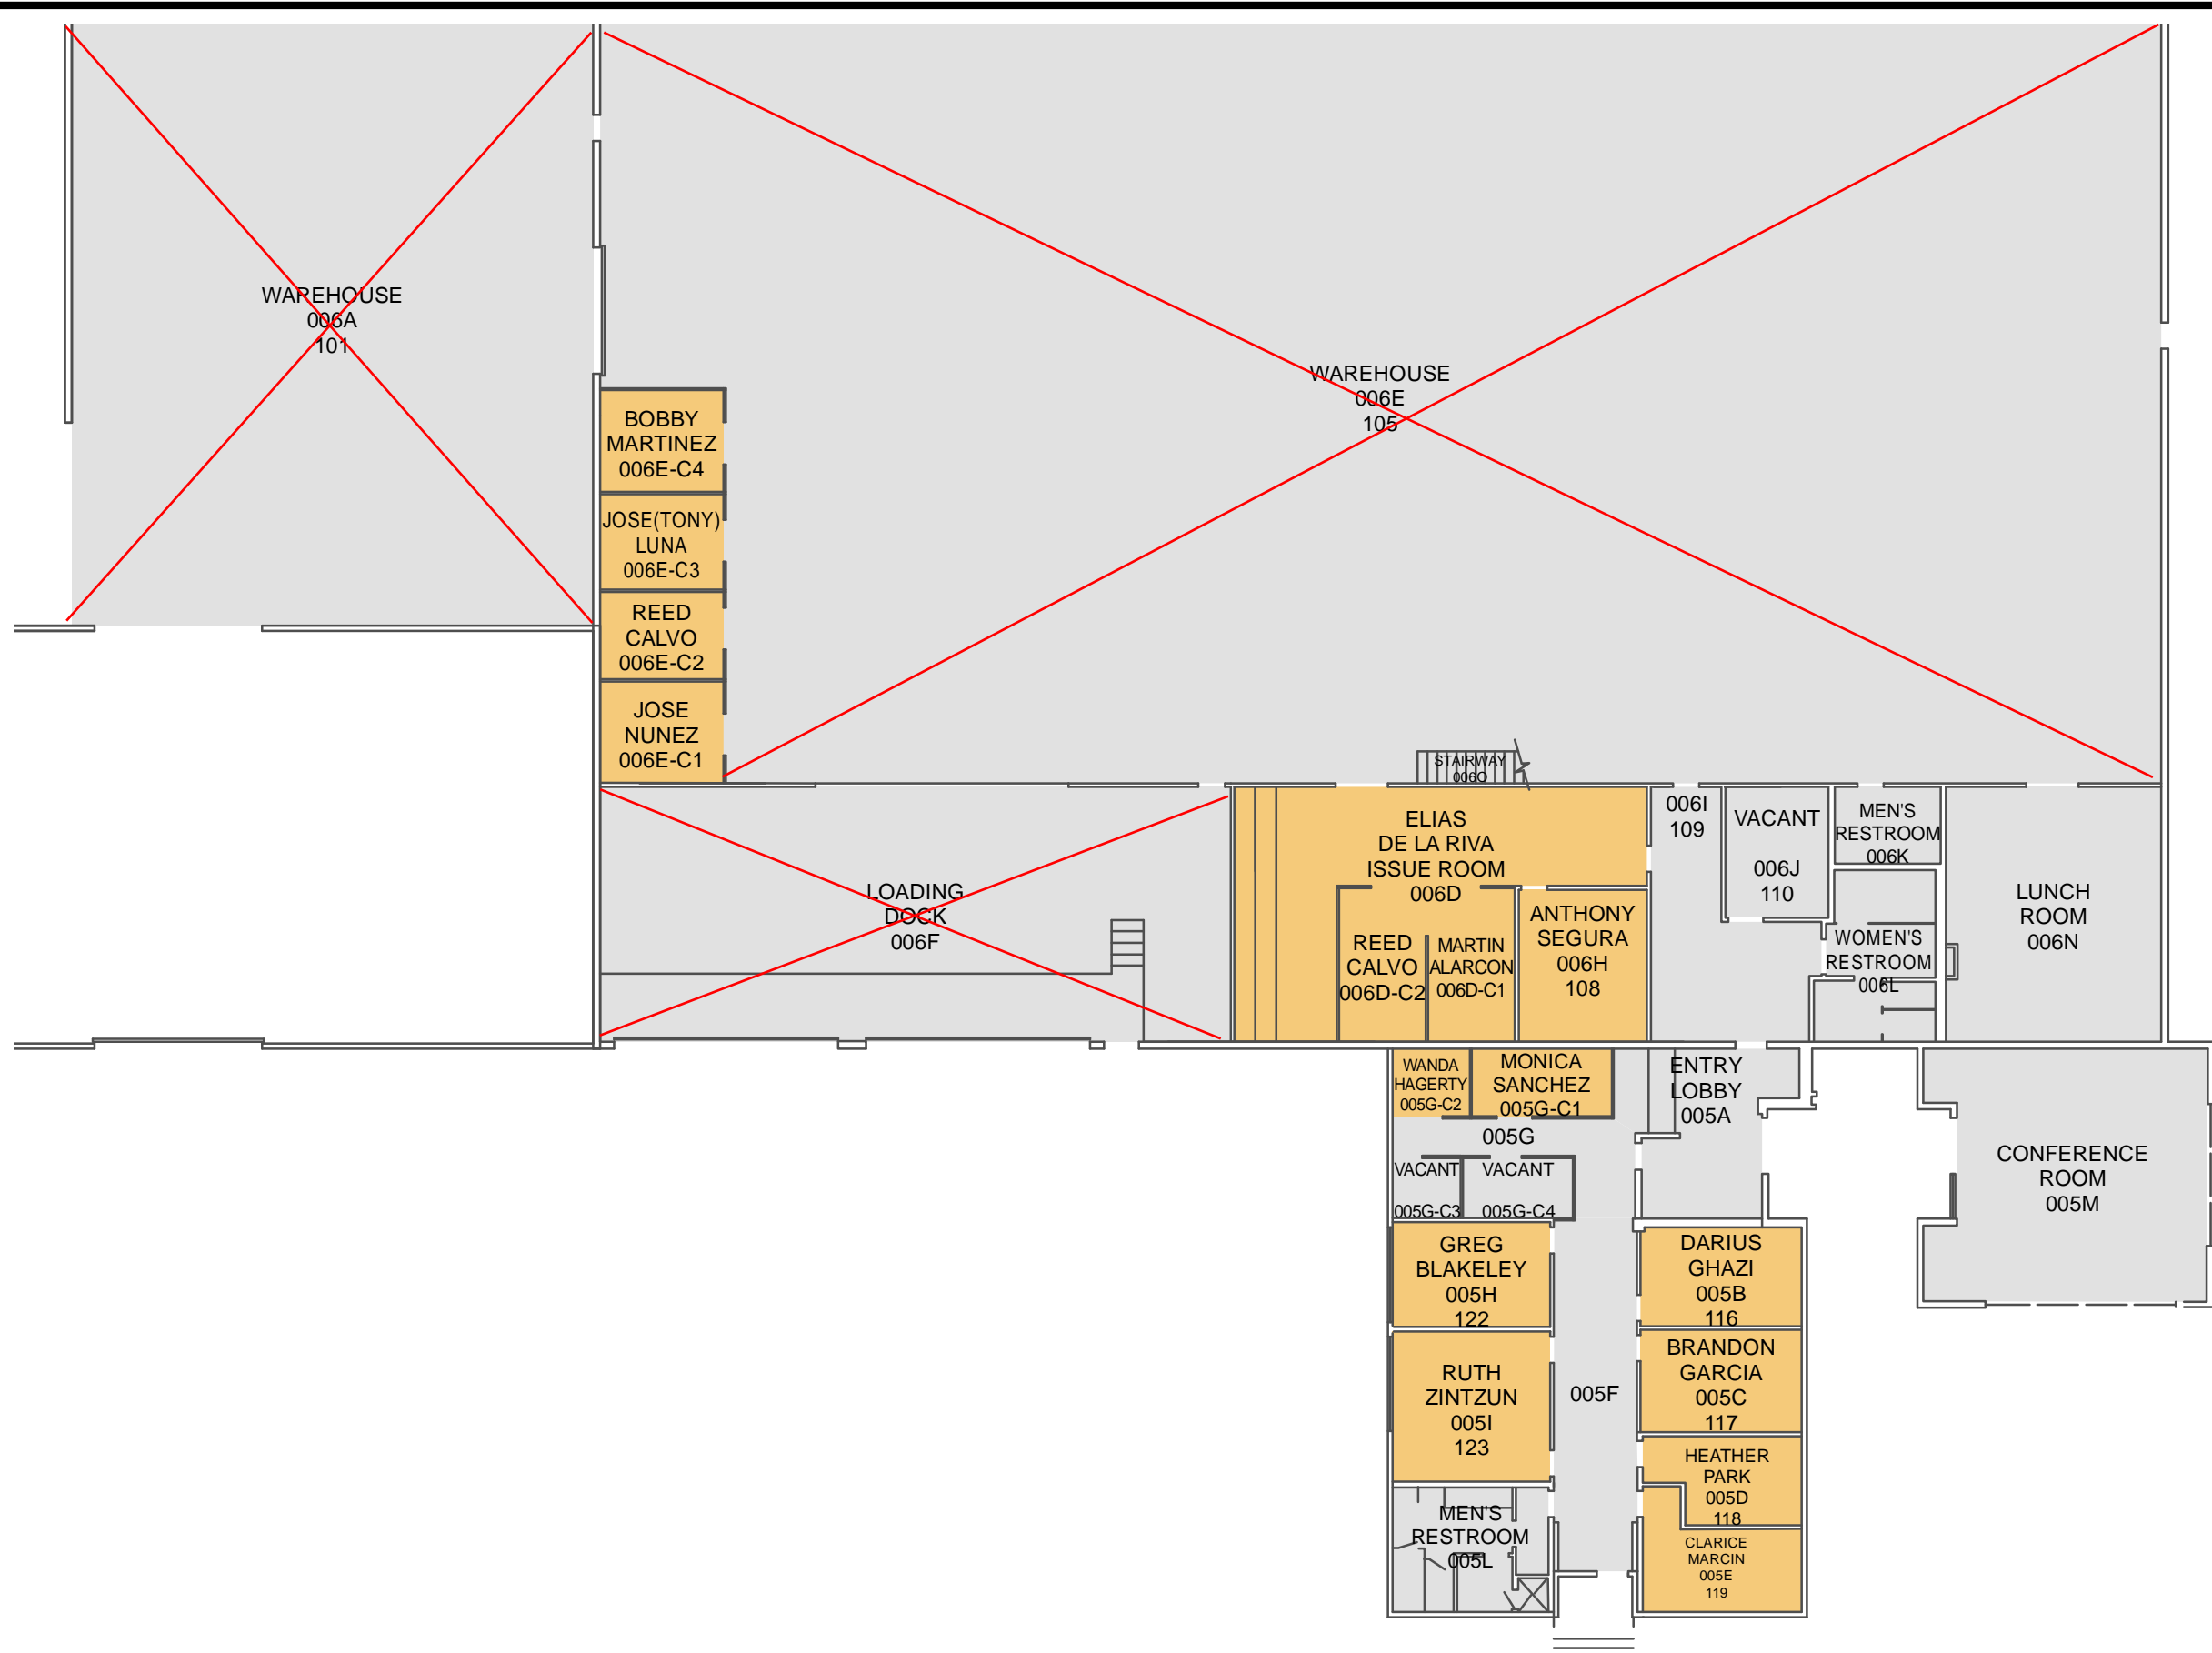 WAREHOUSE
006A
101
WAREHOUSE
006E
105
BOBBY
MARTINEZ
006E-C4
JOSE(TONY)
LUNA
006E-C3
REED
CALVO
006E-C2
JOSE
NUNEZ
006E-C1
STAIRWAY
006O
LOADING
DOCK
006F
ELIAS
DE LA RIVA
ISSUE ROOM
006D
REED
CALVO
006D-C2
MARTIN
ALARCON
006D-C1
ANTHONY
SEGURA
006H
108
006I
109
VACANT
006J
110
MEN'S
RESTROOM
006K
WOMEN'S
RESTROOM
006L
LUNCH
ROOM
006N
WANDA
HAGERTY
005G-C2
MONICA
SANCHEZ
005G-C1
005G
VACANT
005G-C3
VACANT
005G-C4
ENTRY
LOBBY
005A
CONFERENCE
ROOM
005M
GREG
BLAKELEY
005H
122
DARIUS
GHAZI
005B
116
RUTH
ZINTZUN
005I
123
005F
BRANDON
GARCIA
005C
117
HEATHER
PARK
005D
118
MEN'S
RESTROOM
005L
CLARICE
MARCIN
005E
119